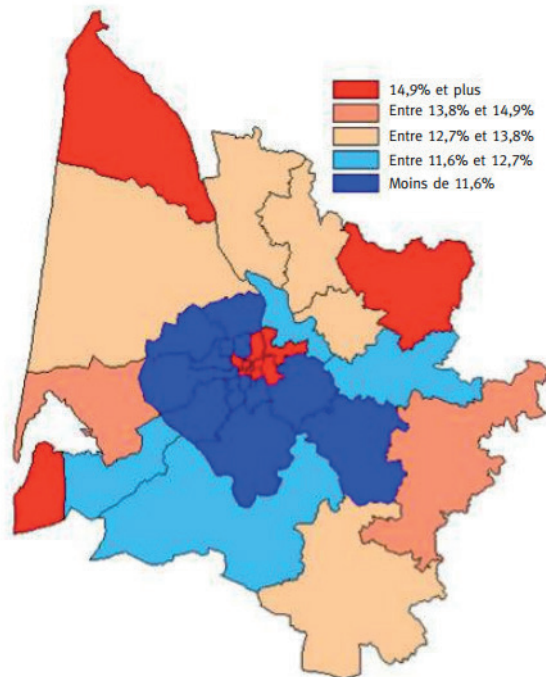 14,9% et plus
Entre 13,8% et 14,9%
Entre 12,7% et 13,8%
Entre 11,6% et 12,7%
Moins de 11,6%